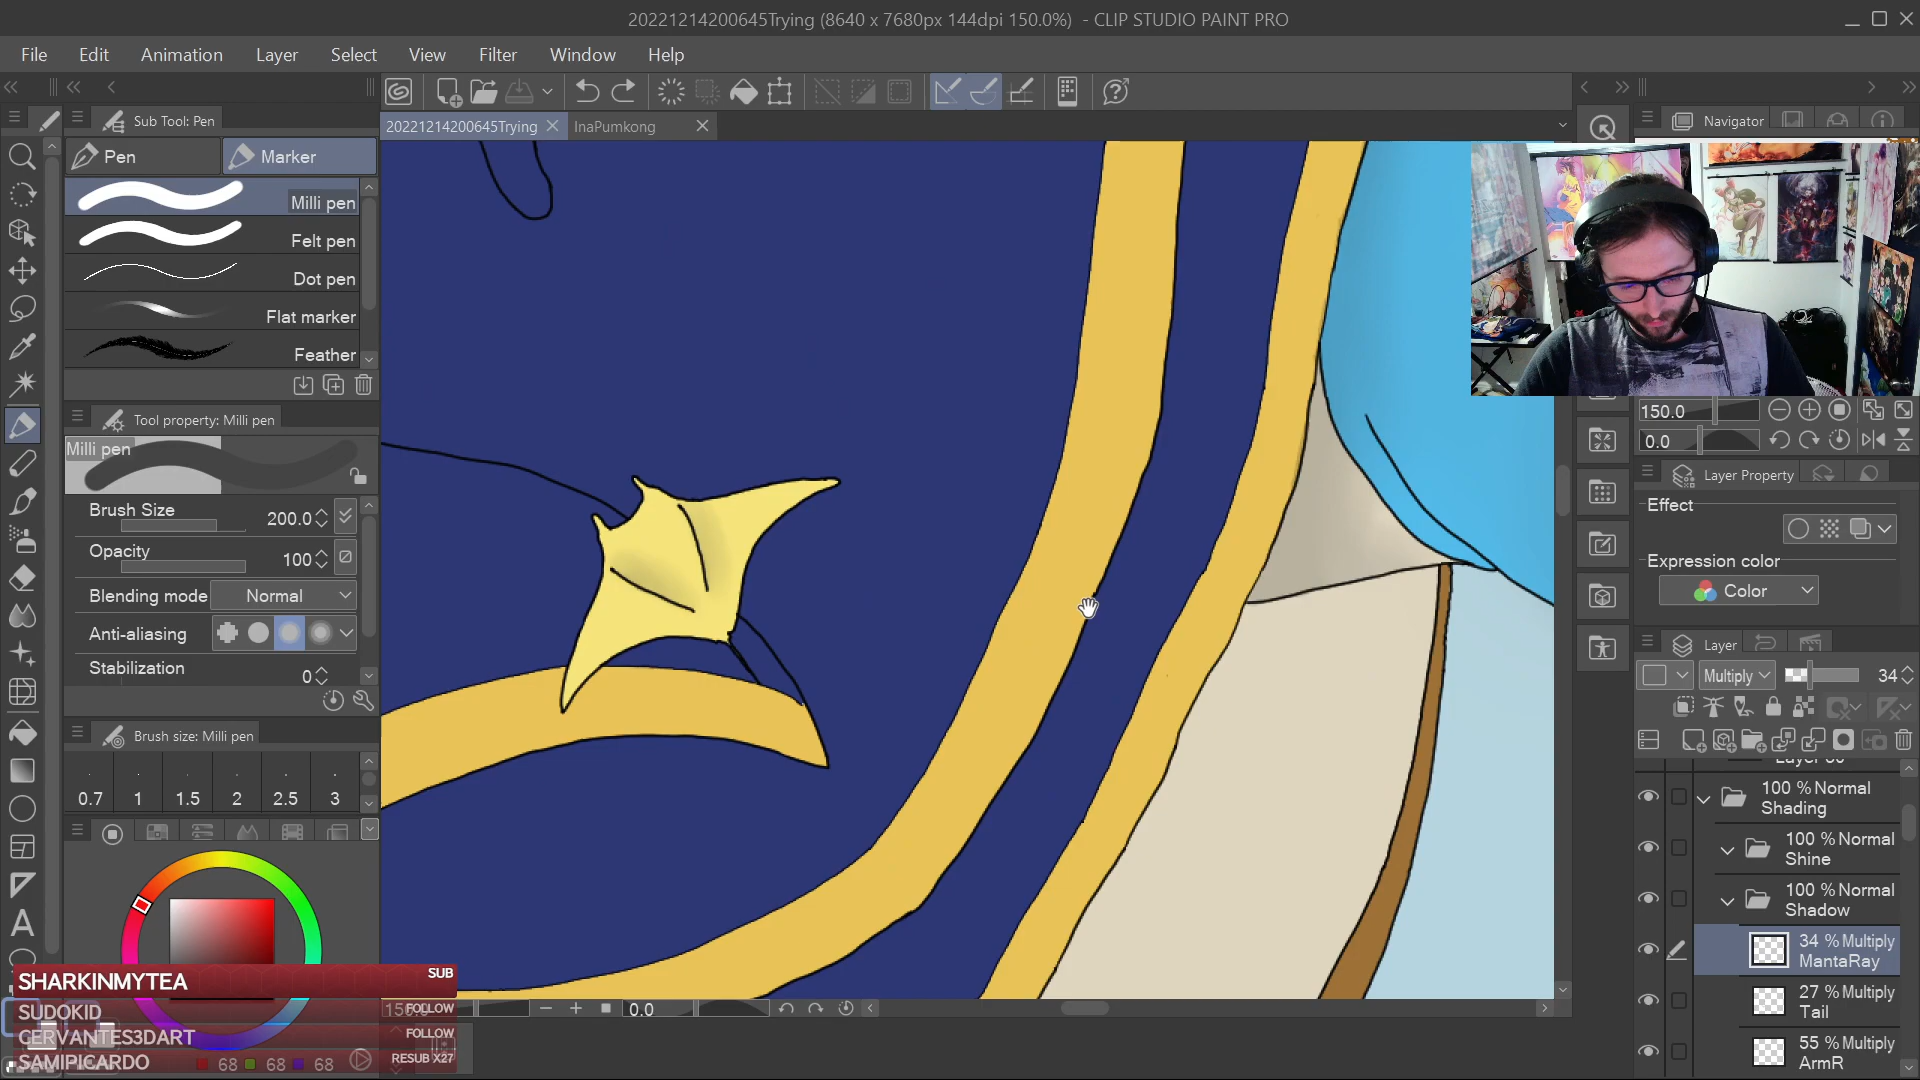 20221214200645Trying (8640 x 7680px 144dpi 150.0%) - CLIP STUDIO PAINT PRO
File Edit Animation Layer Select View Filter Window Help
Sub Tool: Pen
Navigator
20221214200645Trying
InaPumkong
Pen
Marker
Milli pen
Felt pen
Dot pen
Flat marker
Feather
Tool property: Milli pen
Milli pen
Brush Size 200.0
Opacity 100
Blending mode Normal
Anti-aliasing
Stabilization 0
Brush size: Milli pen
0.7 1 1.5 2 2.5 3
150.0
0.0
Layer Property
Effect
Expression color
Color
Layer
Multiply 34
100 % Normal
Shading
100 % Normal
Shine
100 % Normal
Shadow
34 % Multiply
MantaRay
27 % Multiply
Tail
55 % Multiply
ArmR
SHARKINMYTEA SUB
SUDOKID FOLLOW
CERVANTES3DART FOLLOW
SAMIPICARDO RESUB X27
68 68 68
0.0